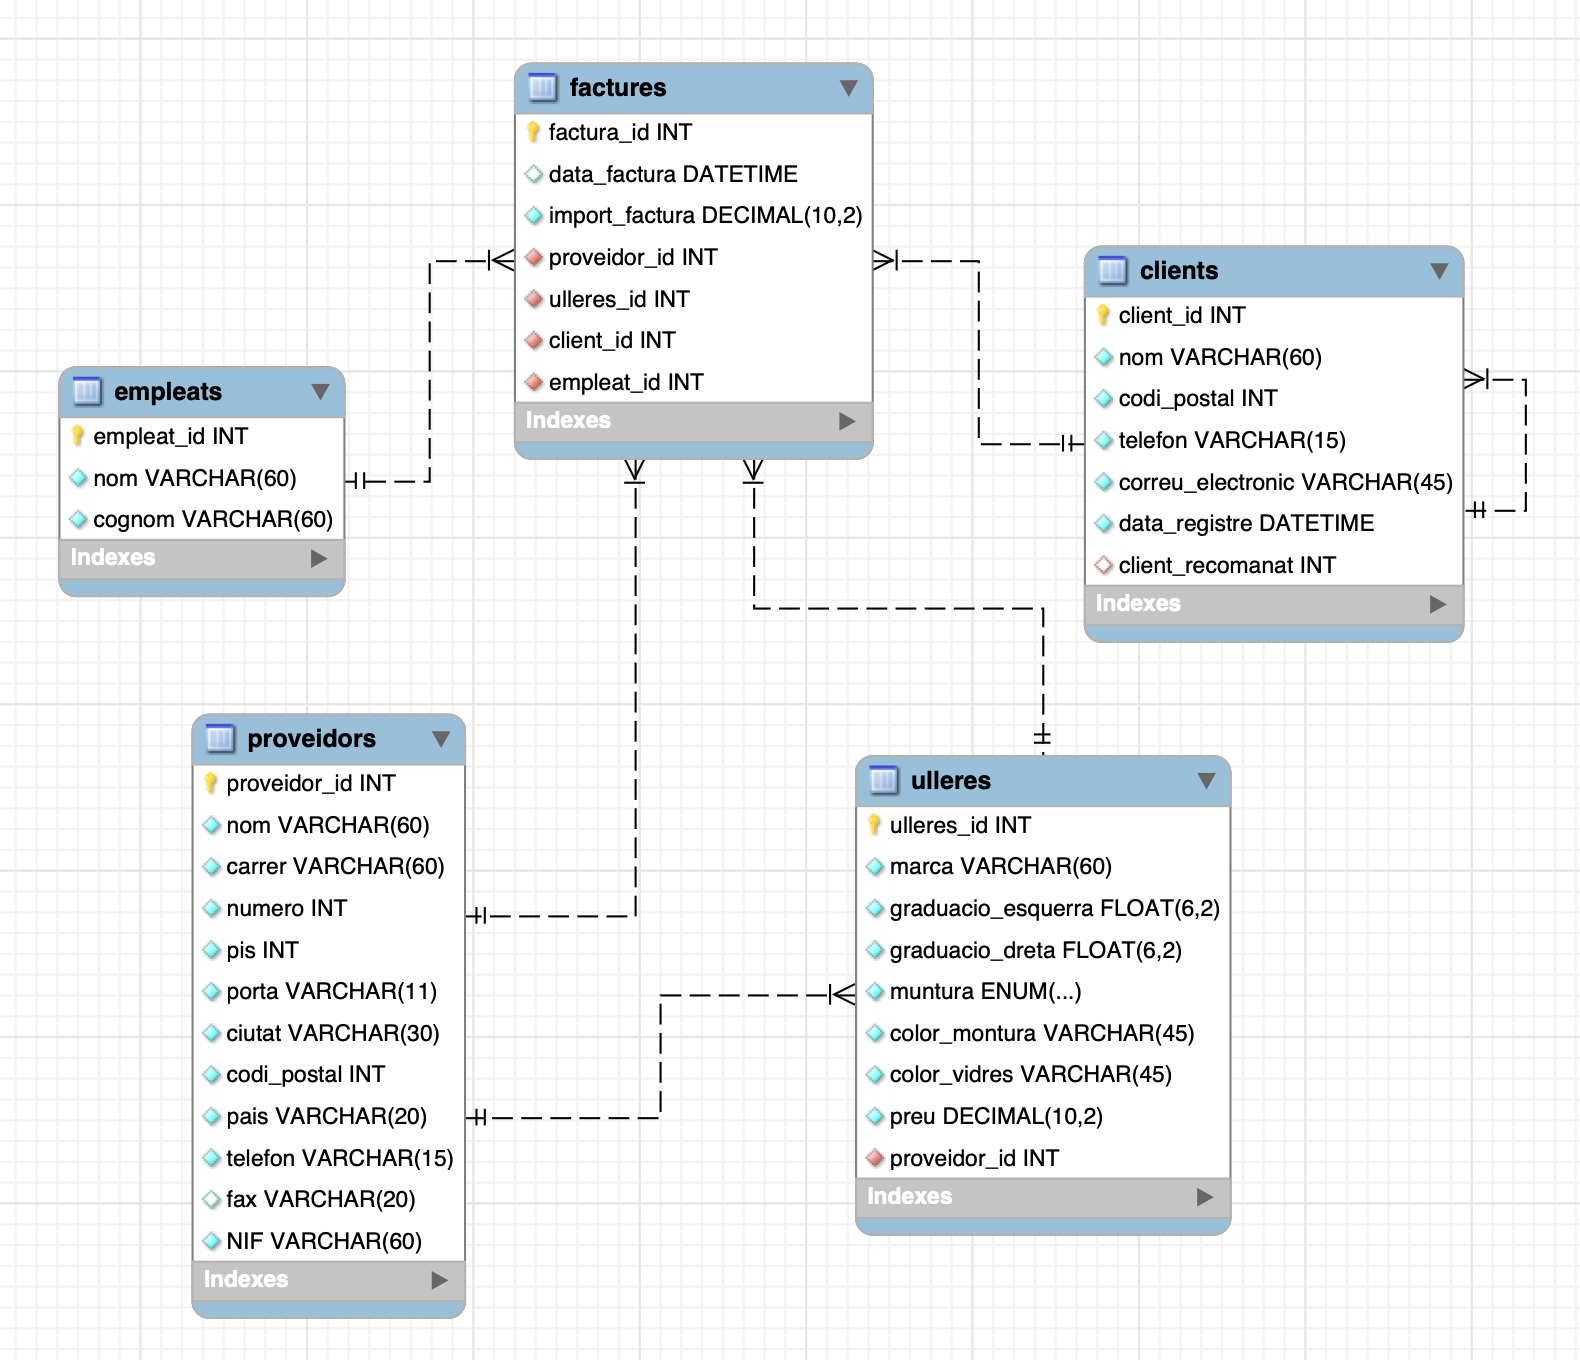 factures
factura_id INT
data_factura DATETIME
import_factura DECIMAL(10,2)
proveidor_id INT
ulleres_id INT
client_id INT
empleat_id INT
Indexes
clients
client_id INT
nom VARCHAR(60)
codi_postal INT
telefon VARCHAR(15)
correu_electronic VARCHAR(45)
data_registre DATETIME
client_recomanat INT
Indexes
empleats
empleat_id INT
nom VARCHAR(60)
cognom VARCHAR(60)
Indexes
proveidors
proveidor_id INT
nom VARCHAR(60)
carrer VARCHAR(60)
numero INT
pis INT
porta VARCHAR(11)
ciutat VARCHAR(30)
codi_postal INT
pais VARCHAR(20)
telefon VARCHAR(15)
fax VARCHAR(20)
NIF VARCHAR(60)
Indexes
ulleres
ulleres_id INT
marca VARCHAR(60)
graduacio_esquerra FLOAT(6,2)
graduacio_dreta FLOAT(6,2)
muntura ENUM(...)
color_montura VARCHAR(45)
color_vidres VARCHAR(45)
preu DECIMAL(10,2)
proveidor_id INT
Indexes